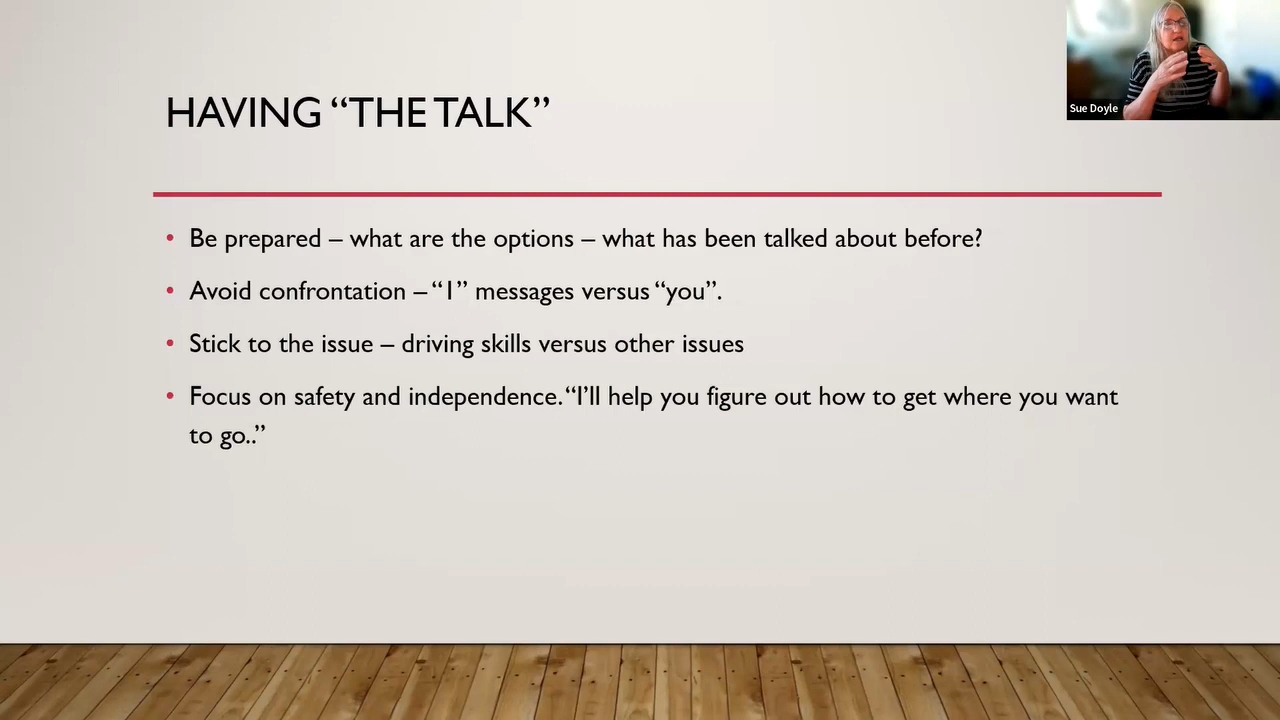 HAVING “THE TALK”
Sue Doyle
• Be prepared – what are the options – what has been talked about before?
• Avoid confrontation – “1” messages versus “you”.
• Stick to the issue – driving skills versus other issues
• Focus on safety and independence. “I’ll help you figure out how to get where you want
to go..”